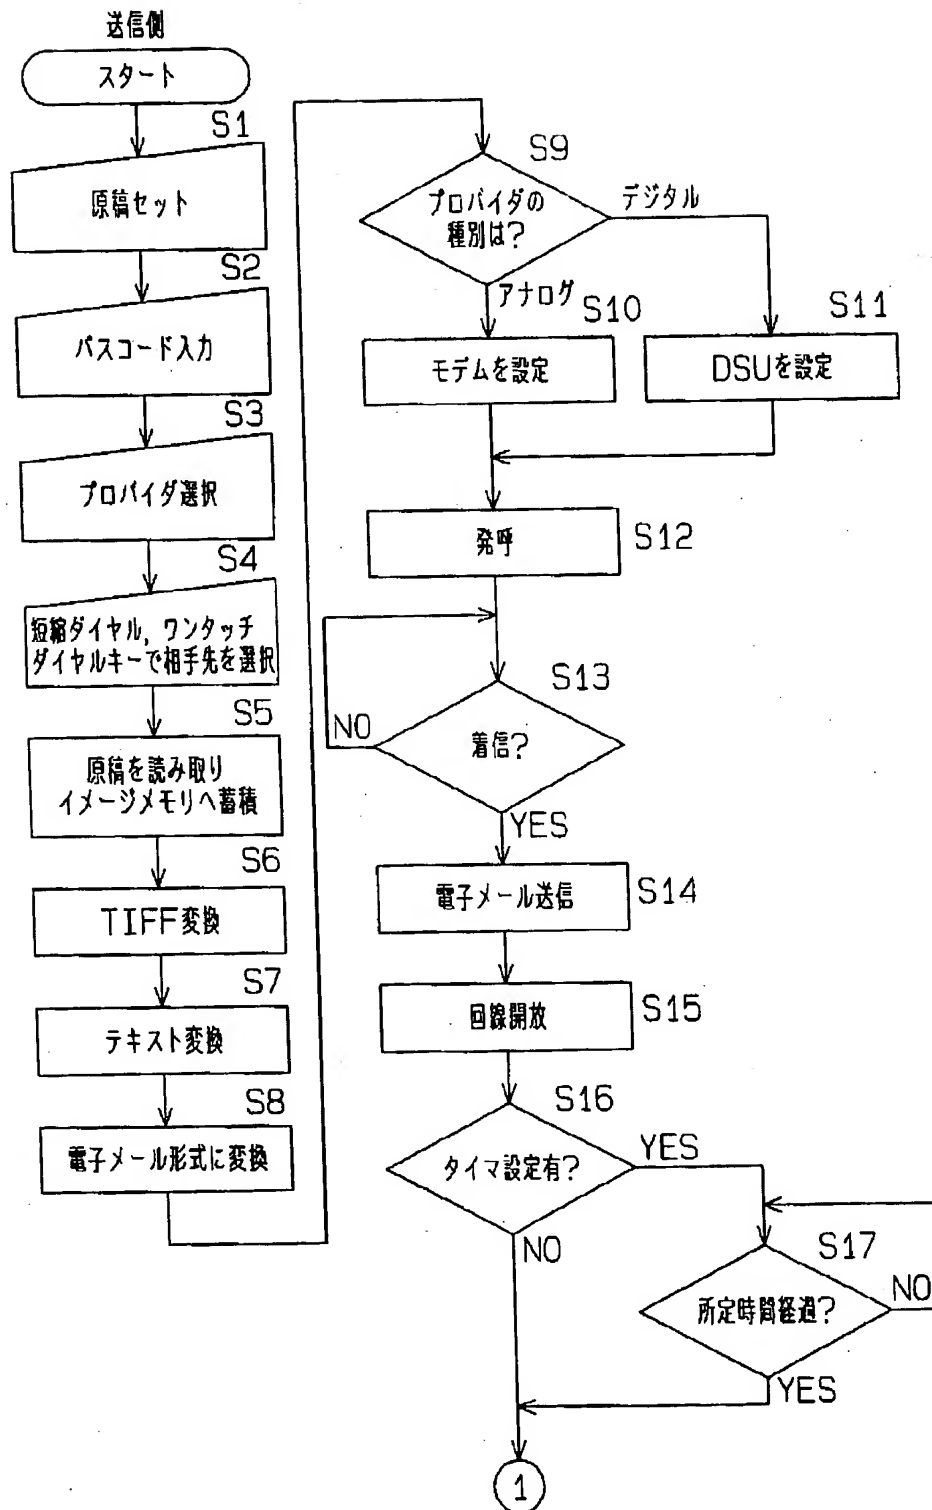 送信側
スタート
S1
原稿セット
S2
パスコード入力
S3
プロバイダ選択
S4
短縮ダイヤル,ワンタッチ
ダイヤルキーで相手先を選択
S5
原稿を読み取り
イメージメモリへ蓄積
S6
TIFF変換
S7
テキスト変換
S8
電子メール形式に変換
S9
プロバイダの
種別は?
デジタル
アナログ
S10
モデムを設定
S11
DSUを設定
発呼
S12
S13
着信?
NO
YES
電子メール送信
S14
回線開放
S15
S16
タイマ設定有?
YES
NO
S17
所定時間経過?
NO
YES
1